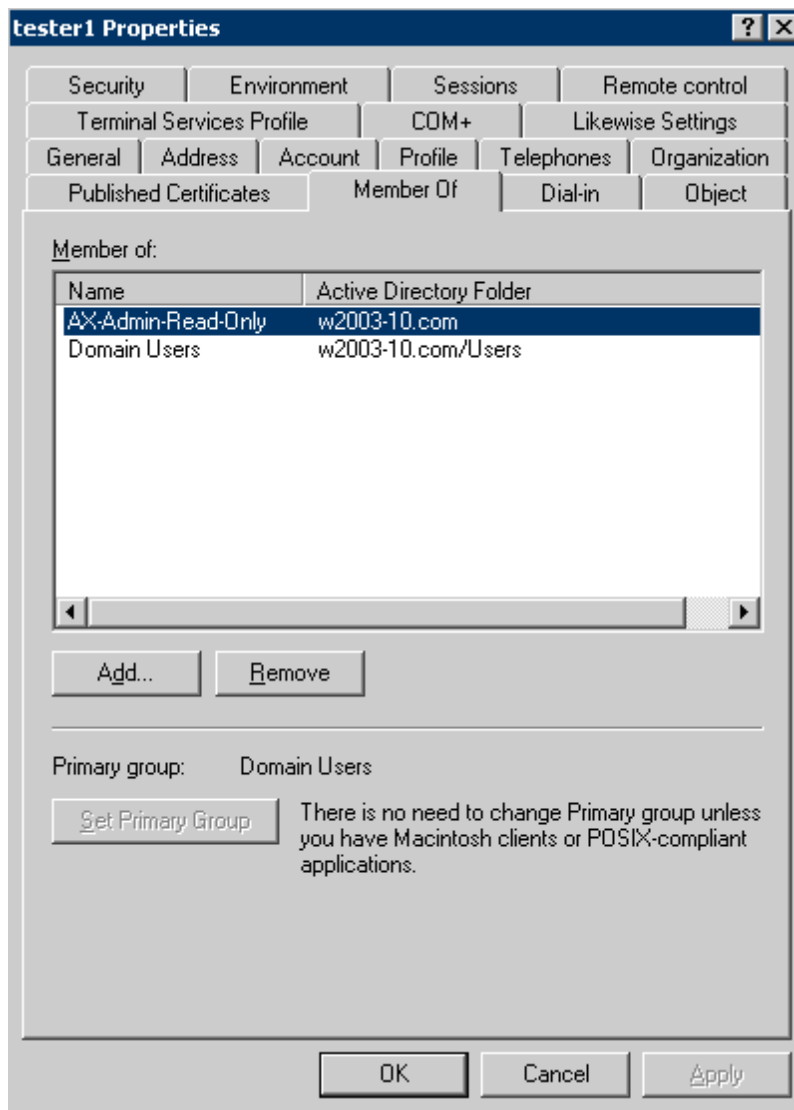 tester1 Properties
Security Environment Sessions Remote control
Terminal Services Profile COM+ Likewise Settings
General Address Account Profile Telephones Organization
Published Certificates Member Of Dial-in Object
Member of:
Name Active Directory Folder
AX-Admin-Read-Only w2003-10.com
Domain Users w2003-10.com/Users
Add... Remove
Primary group: Domain Users
Set Primary Group
There is no need to change Primary group unless
you have Macintosh clients or POSIX-compliant
applications.
OK Cancel Apply